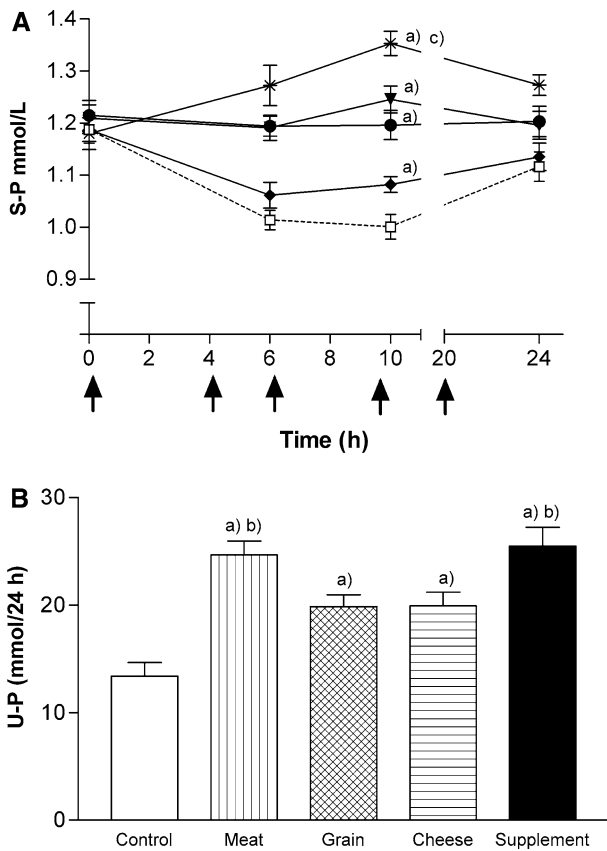 A
S-P mmol/L
1.4
1.3
1.2
1.1
1.0
0.9
a) c)
a)
a)
a)
0 2 4 6 8 10 20 24
Time (h)
B
U-P (mmol/24 h)
30
20
10
0
a) b)
a)
a)
a) b)
Control Meat Grain Cheese Supplement